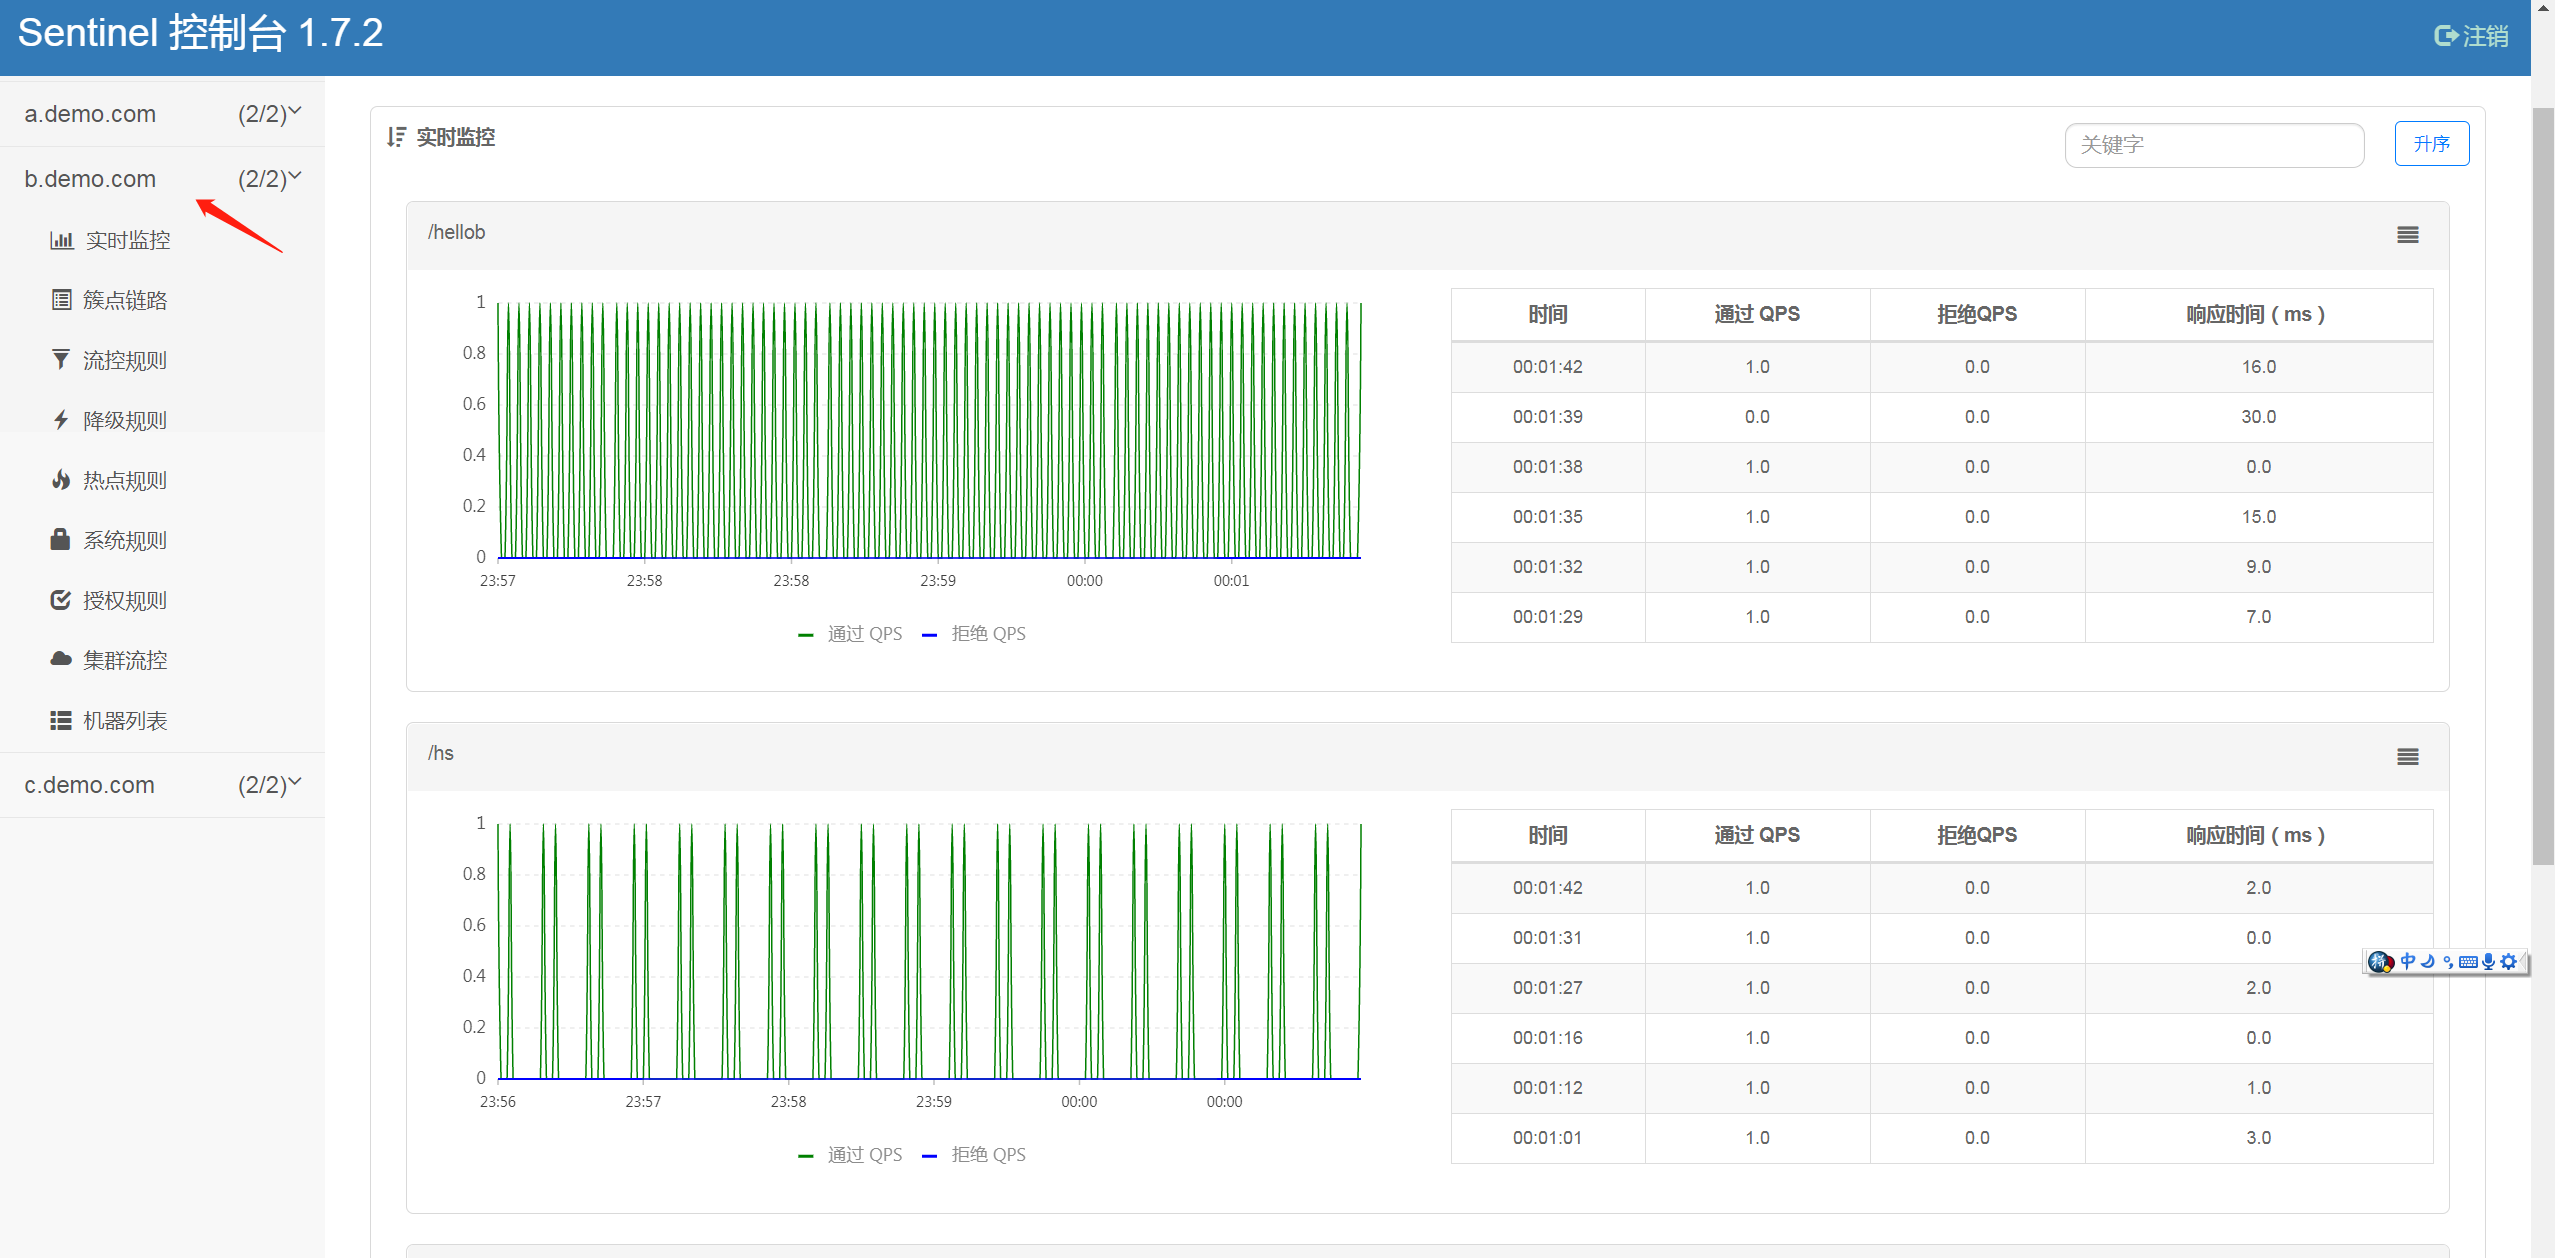 Sentinel 控制台 1.7.2
注销
a.demo.com (2/2)
b.demo.com (2/2)
实时监控
簇点链路
流控规则
降级规则
热点规则
系统规则
授权规则
集群流控
机器列表
c.demo.com (2/2)
实时监控
关键字
升序
/hellob
1
0.8
0.6
0.4
0.2
0
23:57 23:58 23:58 23:59 00:00 00:01
通过 QPS 拒绝 QPS
时间 通过 QPS 拒绝QPS 响应时间（ms）
00:01:42 1.0 0.0 16.0
00:01:39 0.0 0.0 30.0
00:01:38 1.0 0.0 0.0
00:01:35 1.0 0.0 15.0
00:01:32 1.0 0.0 9.0
00:01:29 1.0 0.0 7.0
/hs
1
0.8
0.6
0.4
0.2
0
23:56 23:57 23:58 23:59 00:00 00:00
通过 QPS 拒绝 QPS
时间 通过 QPS 拒绝QPS 响应时间（ms）
00:01:42 1.0 0.0 2.0
00:01:31 1.0 0.0 0.0
00:01:27 1.0 0.0 2.0
00:01:16 1.0 0.0 0.0
00:01:12 1.0 0.0 1.0
00:01:01 1.0 0.0 3.0
拼 中 °,